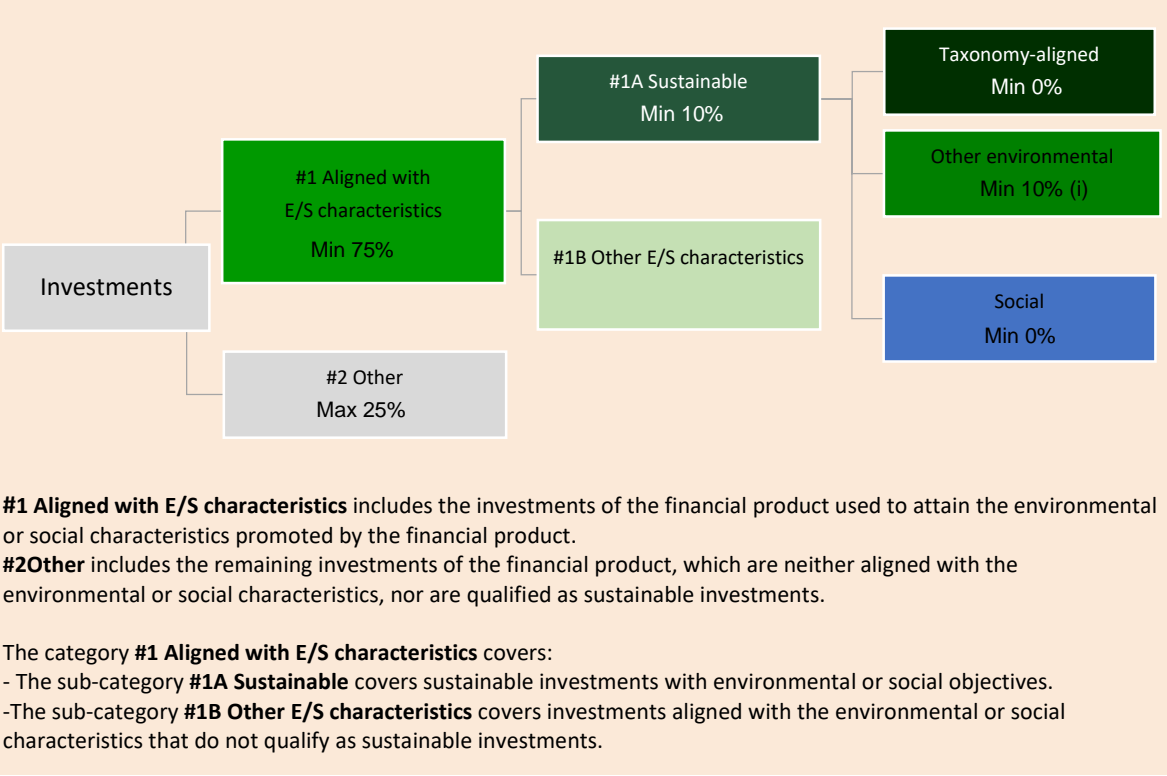 Investments
#1 Aligned with
E/S characteristics
Min 75%
#2 Other
Max 25%
#1A Sustainable
Min 10%
#1B Other E/S characteristics
Taxonomy-aligned
Min 0%
Other environmental
Min 10% (i)
Social
Min 0%
#1 Aligned with E/S characteristics includes the investments of the financial product used to attain the environmental
or social characteristics promoted by the financial product.
#2Other includes the remaining investments of the financial product, which are neither aligned with the
environmental or social characteristics, nor are qualified as sustainable investments.
The category #1 Aligned with E/S characteristics covers:
- The sub-category #1A Sustainable covers sustainable investments with environmental or social objectives.
-The sub-category #1B Other E/S characteristics covers investments aligned with the environmental or social
characteristics that do not qualify as sustainable investments.